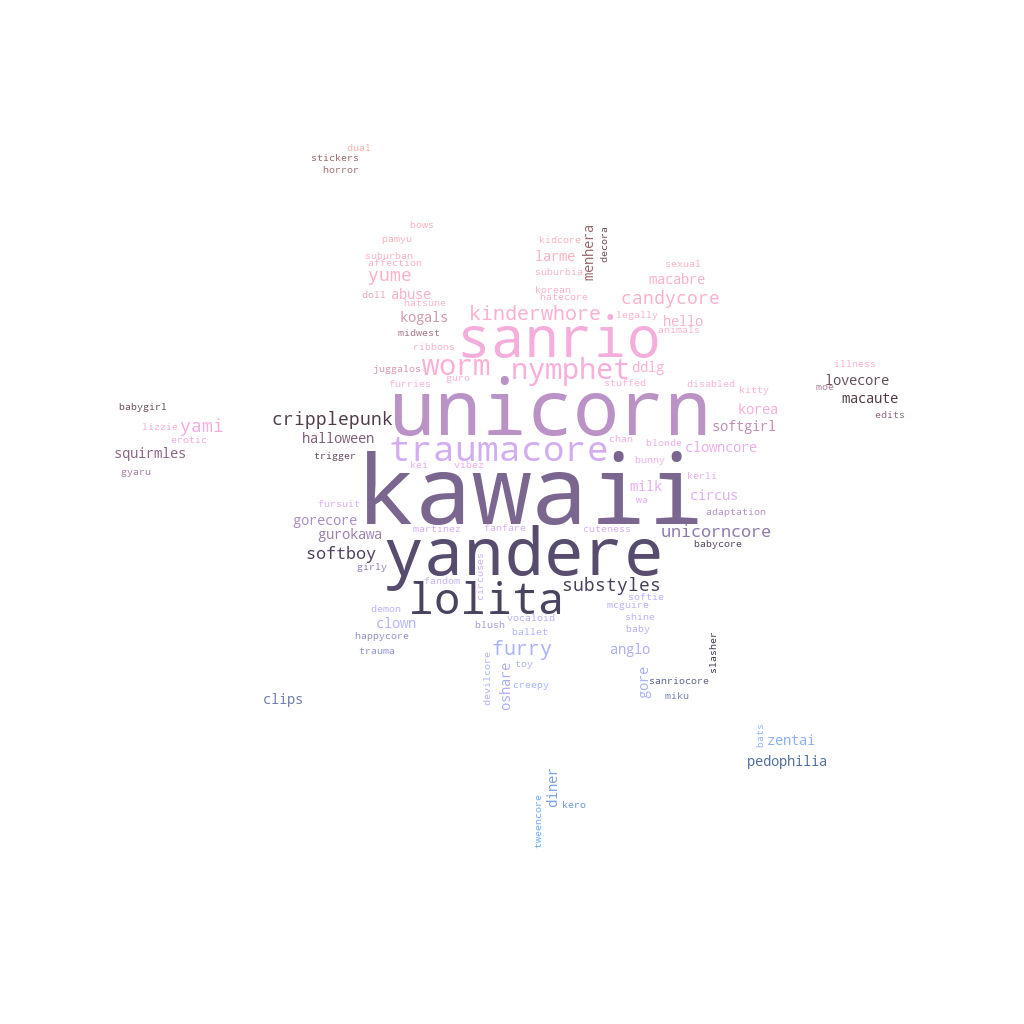 dual
stickers
horror
bows
pamyu
kidcore
menhera
decora
suburban
larme
affection
sexual
yume
suburbia
macabre
doll
abuse
korean
hatsune
hatecore
candycore
kogals
kinderwhore
legally
hello
midwest
sanrio
animals
ribbons
juggalos
worm
nymphet
ddlg
illness
furries
guro
stuffed
disabled
kitty
moe
lovecore
macaute
babygirl
unicorn
korea
edits
cripplepunk
lizzie
yami
softgirl
erotic
halloween
traumacore
chan
blonde
clowncore
squirmles
trigger
kei
vibez
bunny
gyaru
kawaii
milk
kerli
circus
wa
fursuit
adaptation
gorecore
gurokawa
martinez
fanfare
cuteness
unicorncore
babycore
softboy
yandere
girly
fandom
circuses
substyles
lolita
softie
demon
mcguire
clown
blush
vocaloid
shine
happycore
ballet
baby
trauma
furry
anglo
slasher
devilcore
toy
oshare
creepy
gore
sanriocore
miku
clips
bats
zentai
pedophilia
diner
kero
tweencore